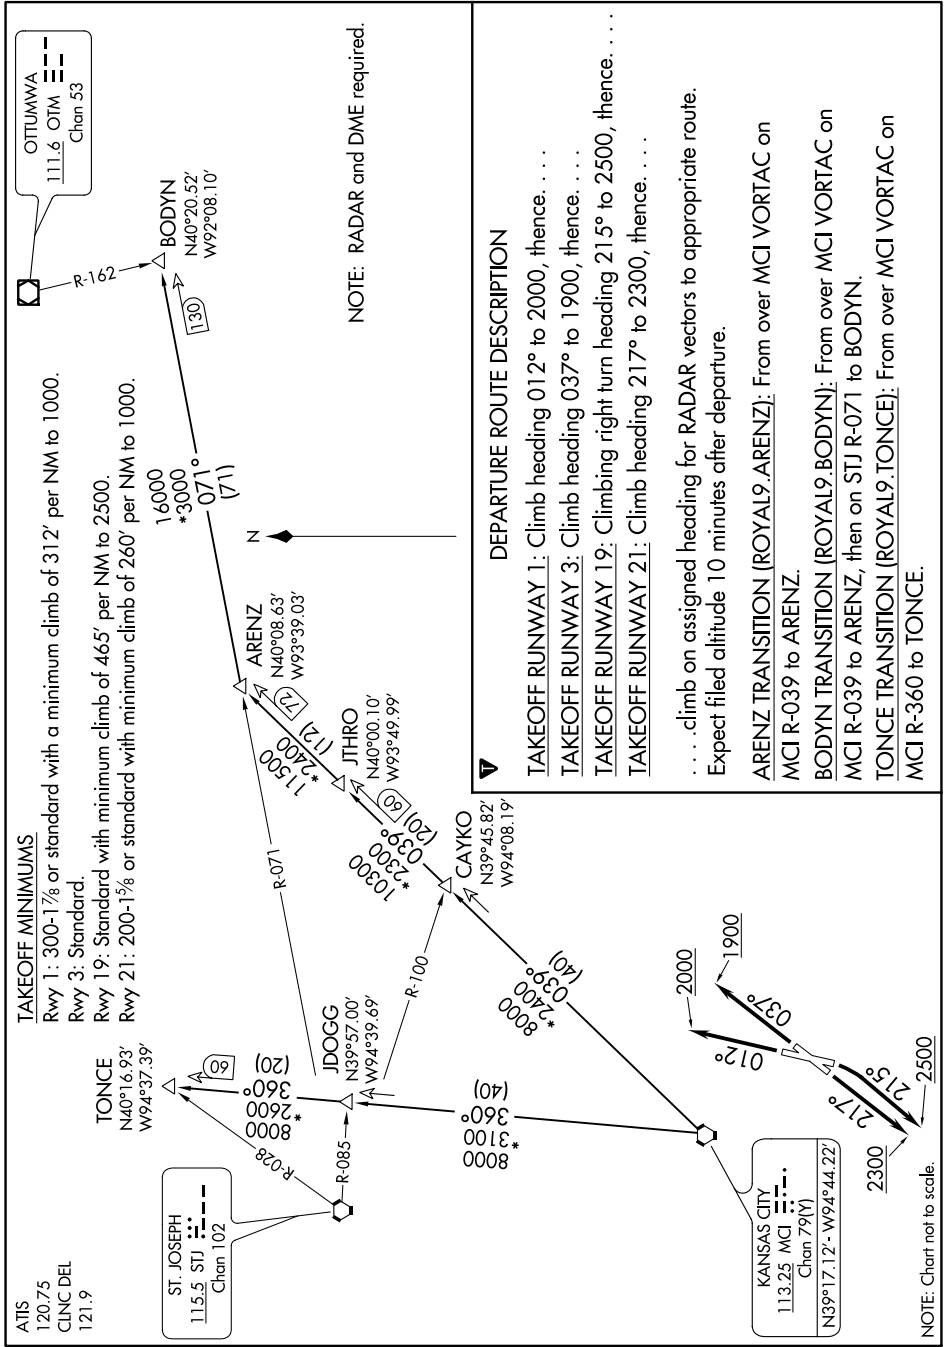 ATIS
120.75
CLNC DEL
121.9
TAKEOFF MINIMUMS
Rwy 1: 300-1⅞ or standard with a minimum climb of 312' per NM to 1000.
Rwy 3: Standard.
Rwy 19: Standard with minimum climb of 465' per NM to 2500.
Rwy 21: 200-1⅝ or standard with minimum climb of 260' per NM to 1000.
OTTUMWA
111.6 OTM
Chan 53
R-162
BODYN
N40°20.52'
W92°08.10'
130
NOTE: RADAR and DME required.
16000
*3000
071°
(71)
N
ARENZ
N40°08.63'
W93°39.03'
72
11500
*2400
(12)
JTHRO
N40°00.10'
W93°49.99'
60
10300
*2300
039°
(20)
CAYKO
N39°45.82'
W94°08.19'
R-071
R-100
8000
*2400
039°
(40)
TONCE
N40°16.93'
W94°37.39'
60
8000
*2600
360°
(20)
JDOGG
N39°57.00'
W94°39.69'
R-028
R-085
8000
*3100
360°
(40)
ST. JOSEPH
115.5 STJ
Chan 102
KANSAS CITY
113.25 MCI
Chan 79(Y)
N39°17.12'- W94°44.22'
2000
1900
012°
037°
217°
215°
2300
2500
NOTE: Chart not to scale.
T
DEPARTURE ROUTE DESCRIPTION
TAKEOFF RUNWAY 1: Climb heading 012° to 2000, thence. . . .
TAKEOFF RUNWAY 3: Climb heading 037° to 1900, thence. . . .
TAKEOFF RUNWAY 19: Climbing right turn heading 215° to 2500, thence. . . .
TAKEOFF RUNWAY 21: Climb heading 217° to 2300, thence. . . .
. . . .climb on assigned heading for RADAR vectors to appropriate route.
Expect filed altitude 10 minutes after departure.
ARENZ TRANSITION (ROYAL9.ARENZ): From over MCI VORTAC on
MCI R-039 to ARENZ.
BODYN TRANSITION (ROYAL9.BODYN): From over MCI VORTAC on
MCI R-039 to ARENZ, then on STJ R-071 to BODYN.
TONCE TRANSITION (ROYAL9.TONCE): From over MCI VORTAC on
MCI R-360 to TONCE.